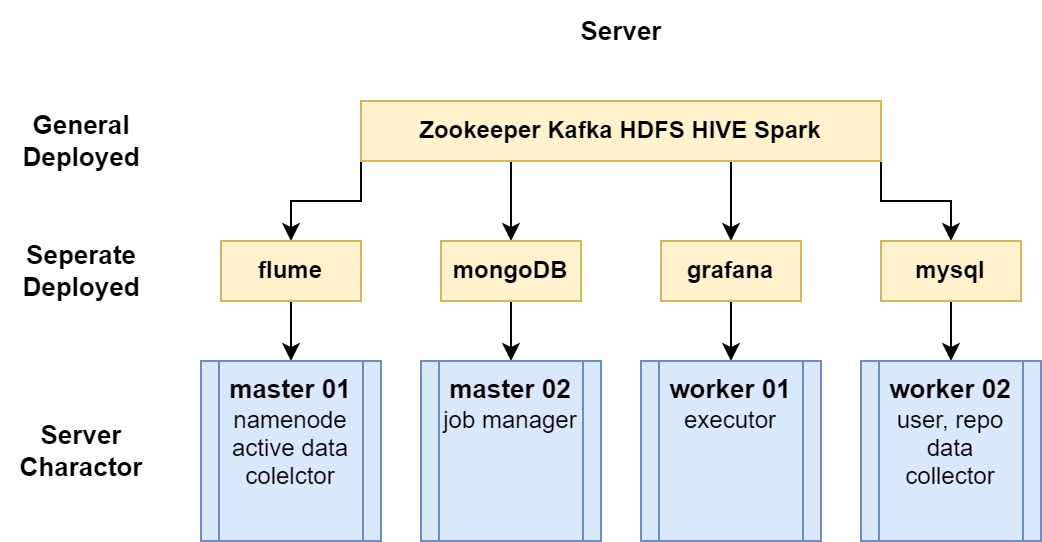 Server
General
Deployed
Zookeeper Kafka HDFS HIVE Spark
Seperate
Deployed
flume
mongoDB
grafana
mysql
Server
Charactor
master 01
namenode
active data
colelctor
master 02
job manager
worker 01
executor
worker 02
user, repo
data
collector